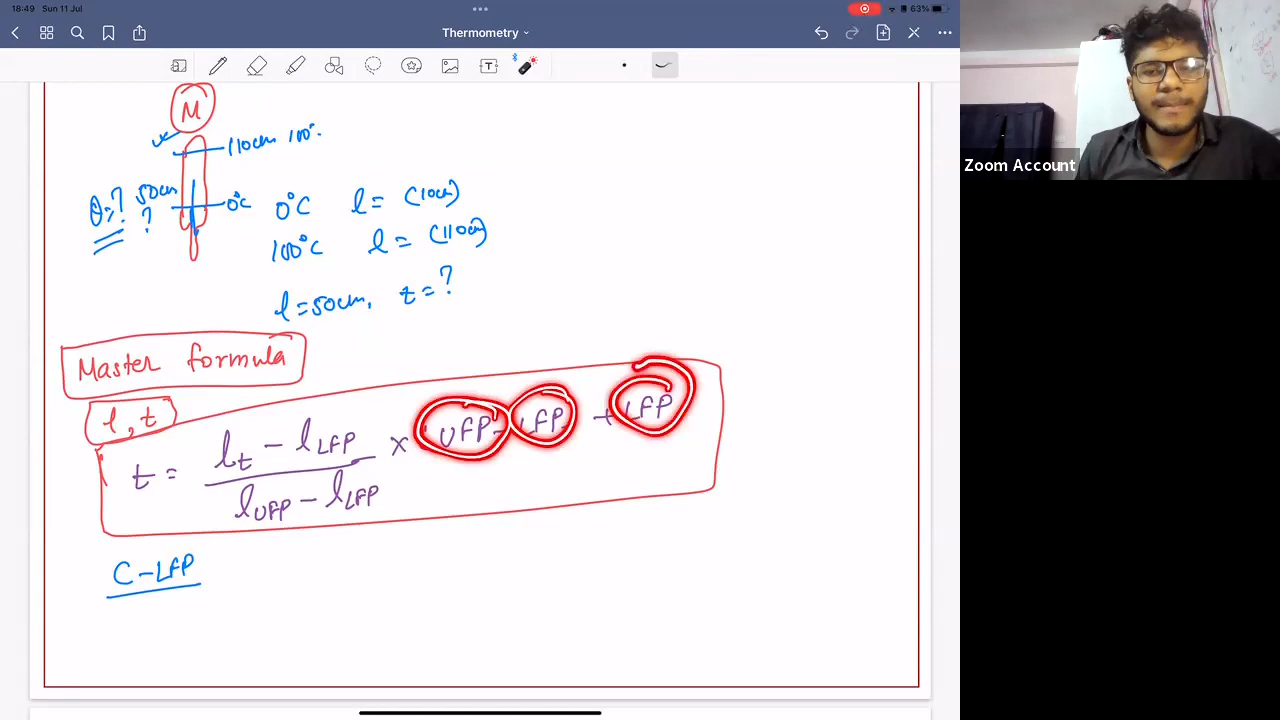 18:49 Sun 11 Jul
63%
Thermometry
T
M
110cm 100°
θ=? 50cm
?
0°C
0°C l = (10cm)
100°C l = (110cm)
l = 50cm, t = ?
Master formula
l, t
t = lt - lLFP / lUFP - lLFP × UFP - LFP + LFP
C-LFP
Zoom Account